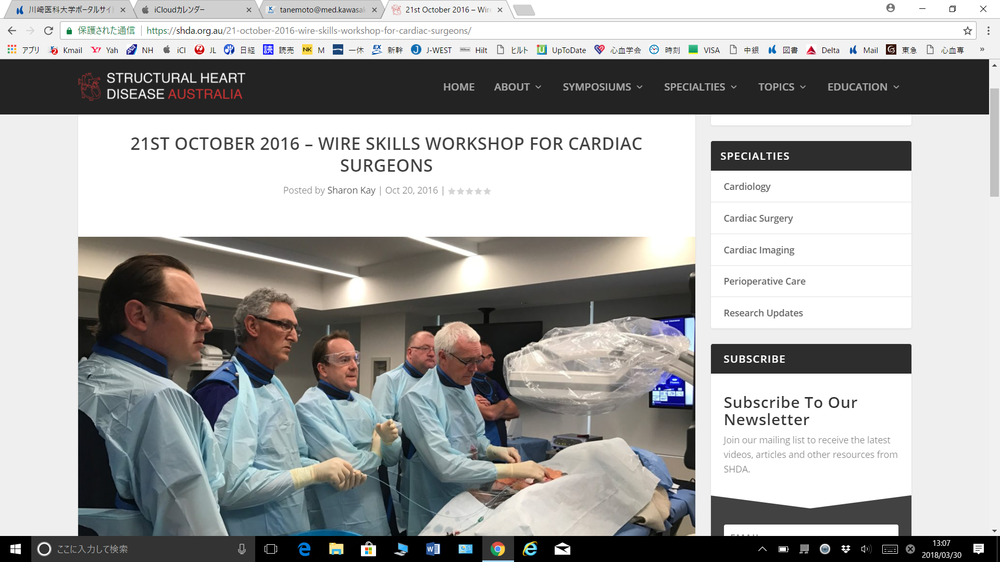 川崎医科大学ポータルサイ
iCloudカレンダー
tanemoto@med.kawasak
21st October 2016 – Wir
保護された通信
https://shda.org.au/21-october-2016-wire-skills-workshop-for-cardiac-surgeons/
アプリ Kmail Yah NH iCl JL 日経 読売 M 一休 新幹 J-WEST Hilt ヒルト UpToDate 心血学会 時刻 VISA 中銀 図書 Delta Mail 東急 心血専 »
STRUCTURAL HEART
DISEASE AUSTRALIA
HOME ABOUT SYMPOSIUMS SPECIALTIES TOPICS EDUCATION
21ST OCTOBER 2016 – WIRE SKILLS WORKSHOP FOR CARDIAC
SURGEONS
Posted by Sharon Kay | Oct 20, 2016 |
SPECIALTIES
Cardiology
Cardiac Surgery
Cardiac Imaging
Perioperative Care
Research Updates
SUBSCRIBE
Subscribe To Our
Newsletter
Join our mailing list to receive the latest
videos, articles and other resources from
SHDA.
EMAIL
ここに入力して検索
13:07
2018/03/30